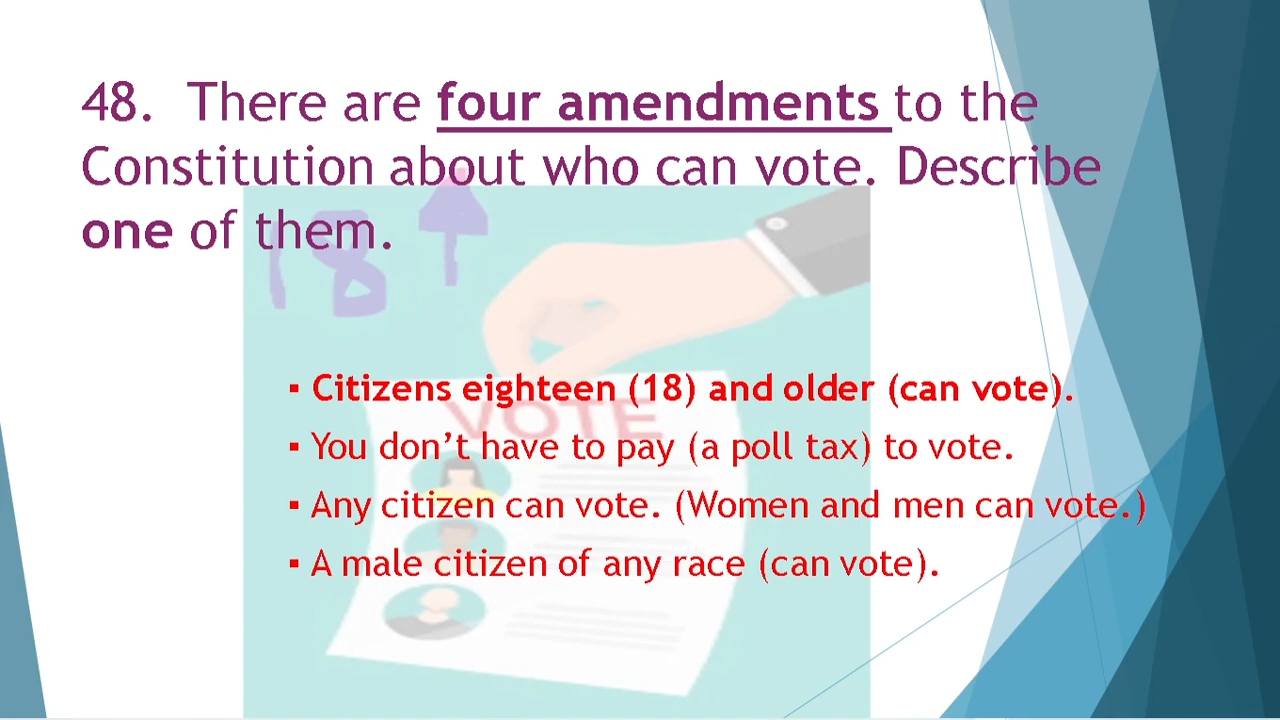 48. There are four amendments to the
Constitution about who can vote. Describe
one of them.
18
▪ Citizens eighteen (18) and older (can vote).
VOTE
▪ You don't have to pay (a poll tax) to vote.
▪ Any citizen can vote. (Women and men can vote.)
▪ A male citizen of any race (can vote).